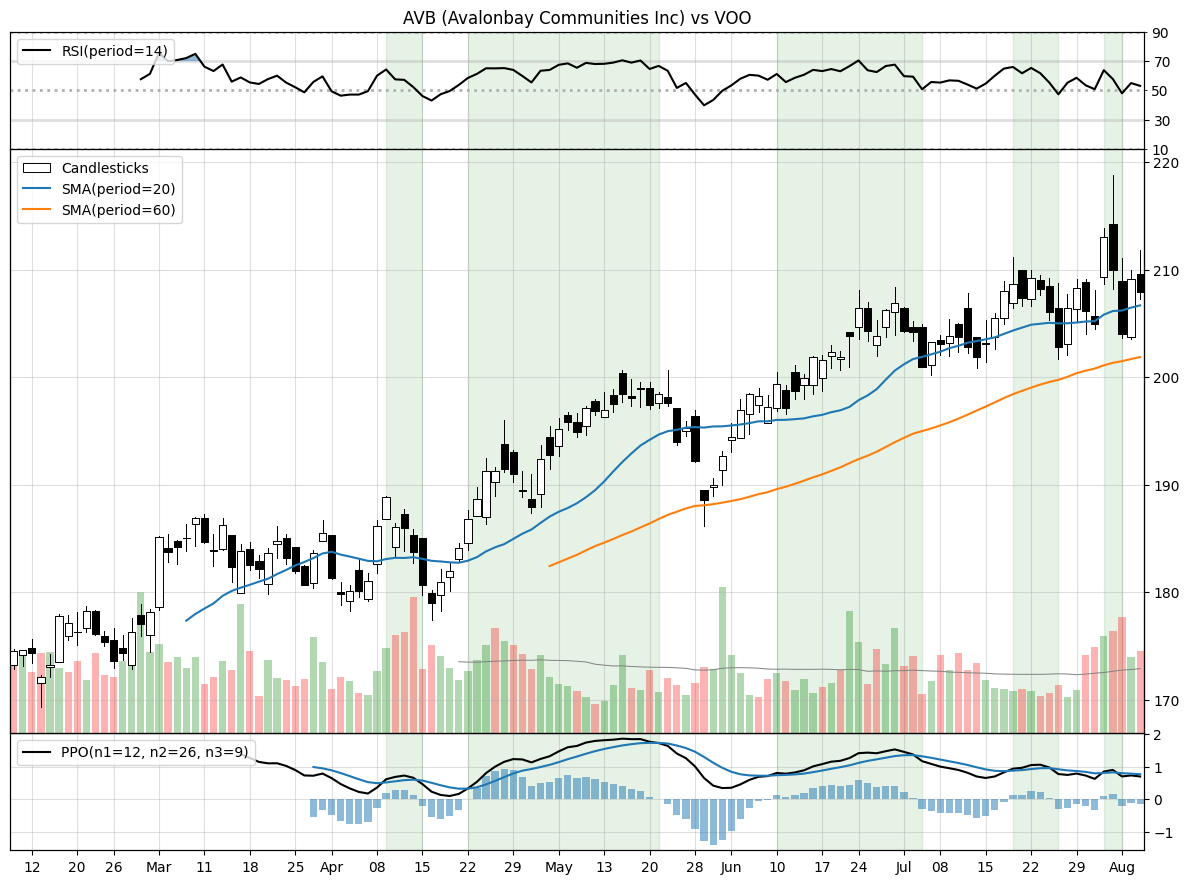 AVB (Avalonbay Communities Inc) vs VOO
RSI(period=14)
90
70
50
30
10
Candlesticks
SMA(period=20)
SMA(period=60)
220
210
200
190
180
170
PPO(n1=12, n2=26, n3=9)
2
1
0
−1
12 20 26 Mar 11 18 25 Apr 08 15 22 29 May 13 20 28 Jun 10 17 24 Jul 08 15 22 29 Aug